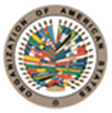 ORGANIZATION OF AMERICAN STATES